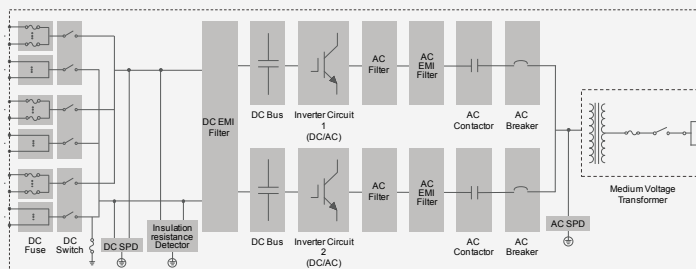 DC EMI
Filter
AC
Filter
AC
EMI
Filter
DC Bus
Inverter Circuit
1
(DC/AC)
AC
Contactor
AC
Breaker
AC
Filter
AC
EMI
Filter
DC Bus
Inverter Circuit
2
(DC/AC)
AC
Contactor
AC
Breaker
Medium Voltage
Transformer
AC SPD
DC
Fuse
DC
Switch
DC SPD
Insulation
resistance
Detector